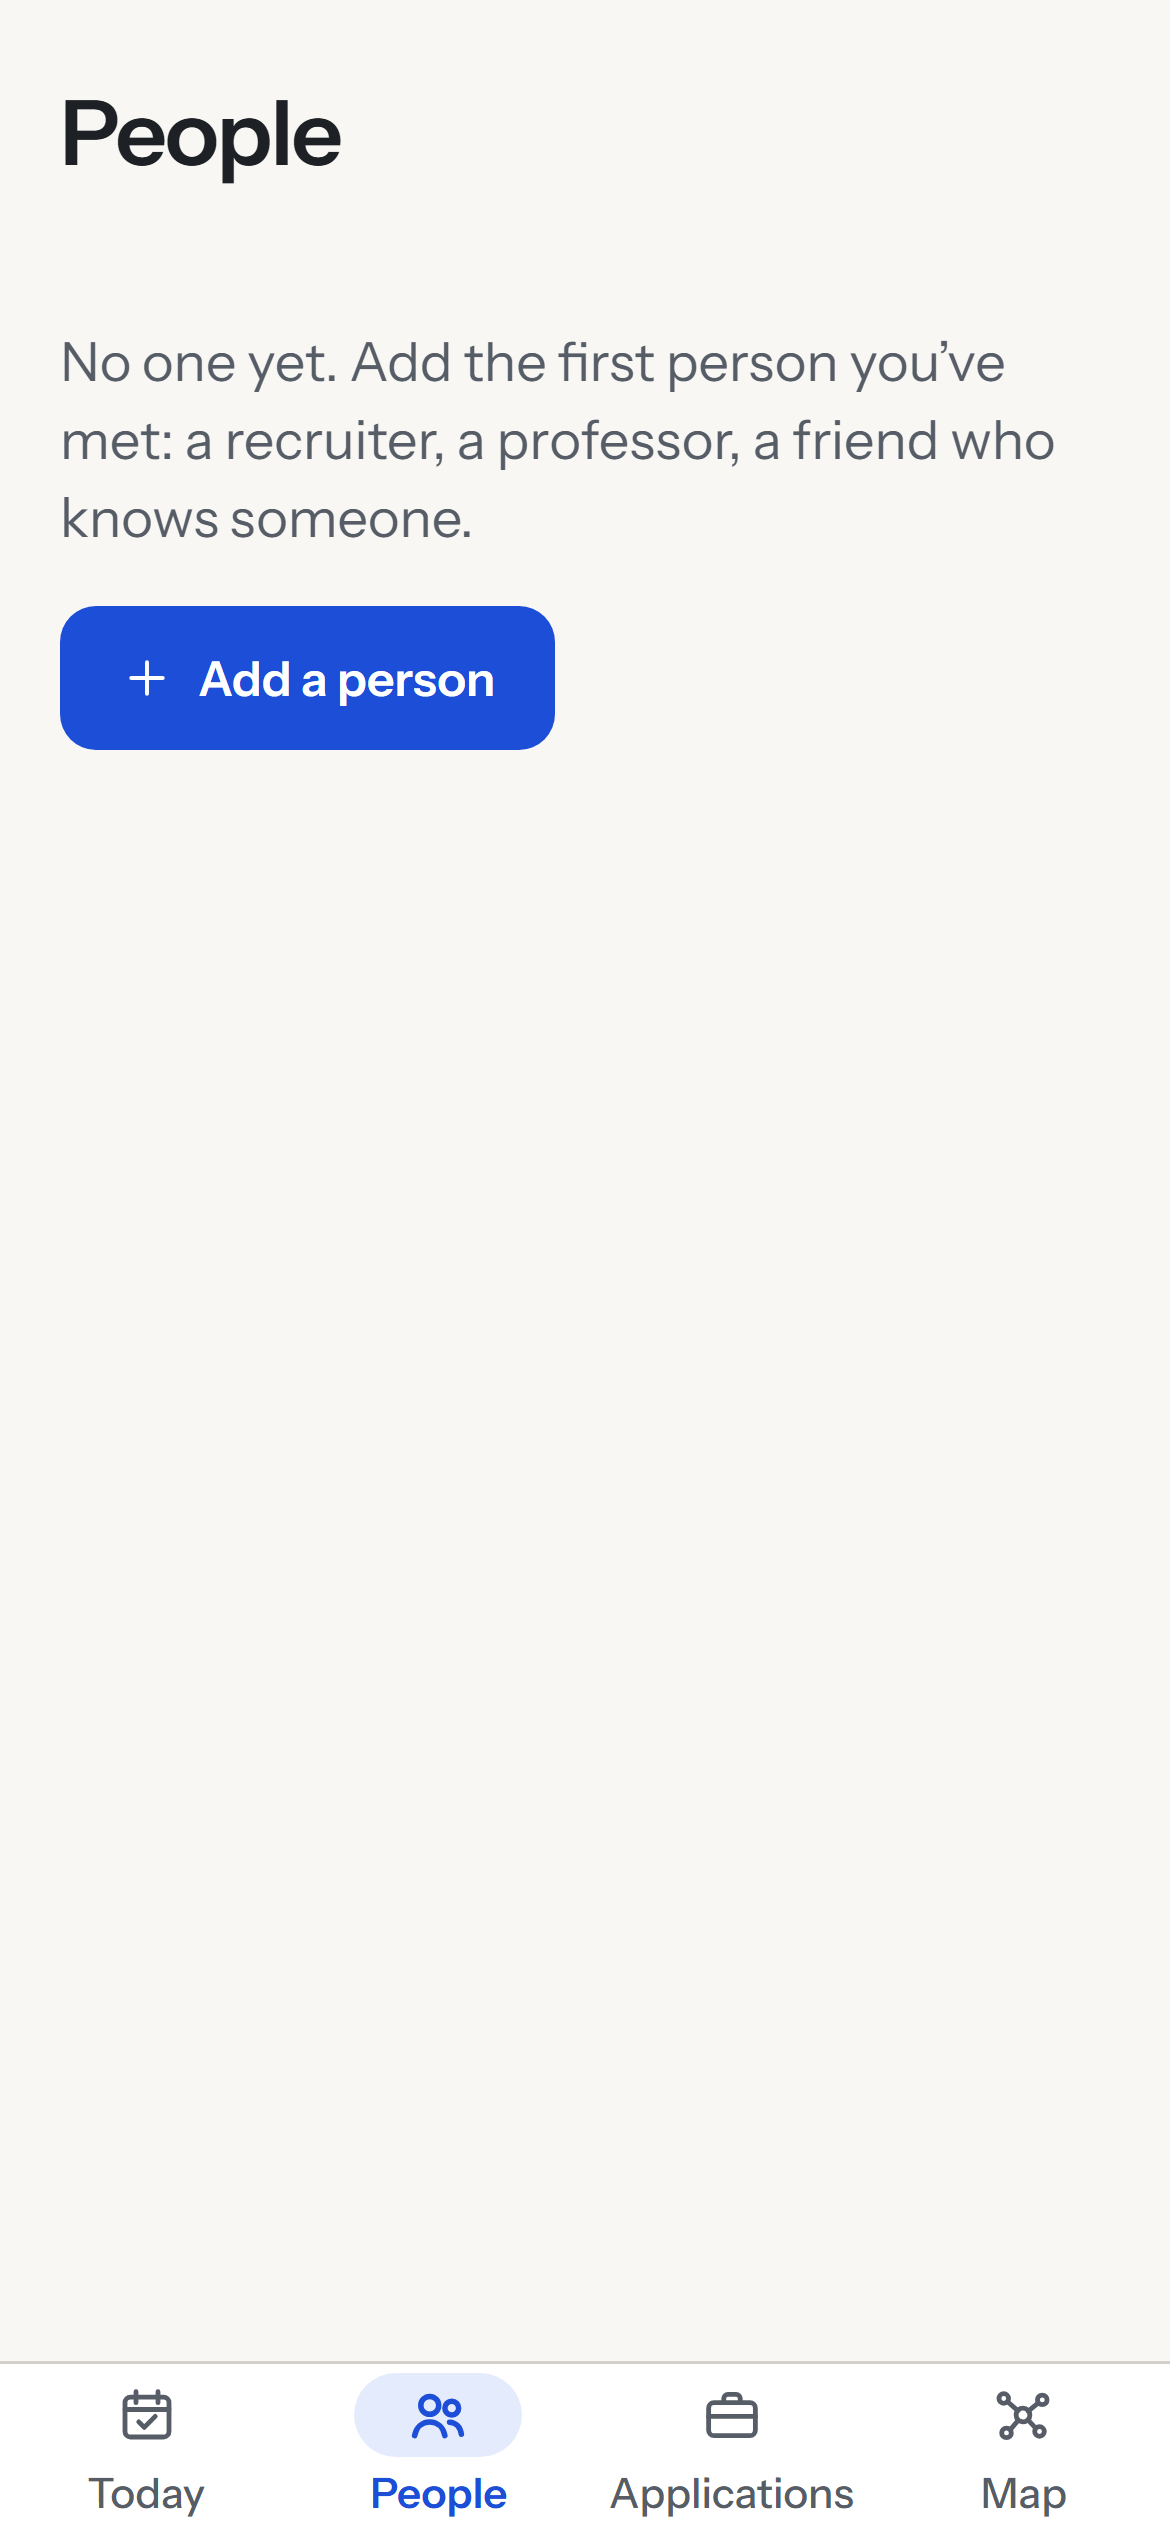 People
No one yet. Add the first person you’ve
met: a recruiter, a professor, a friend who
knows someone.
Add a person
Today
People
Applications
Map